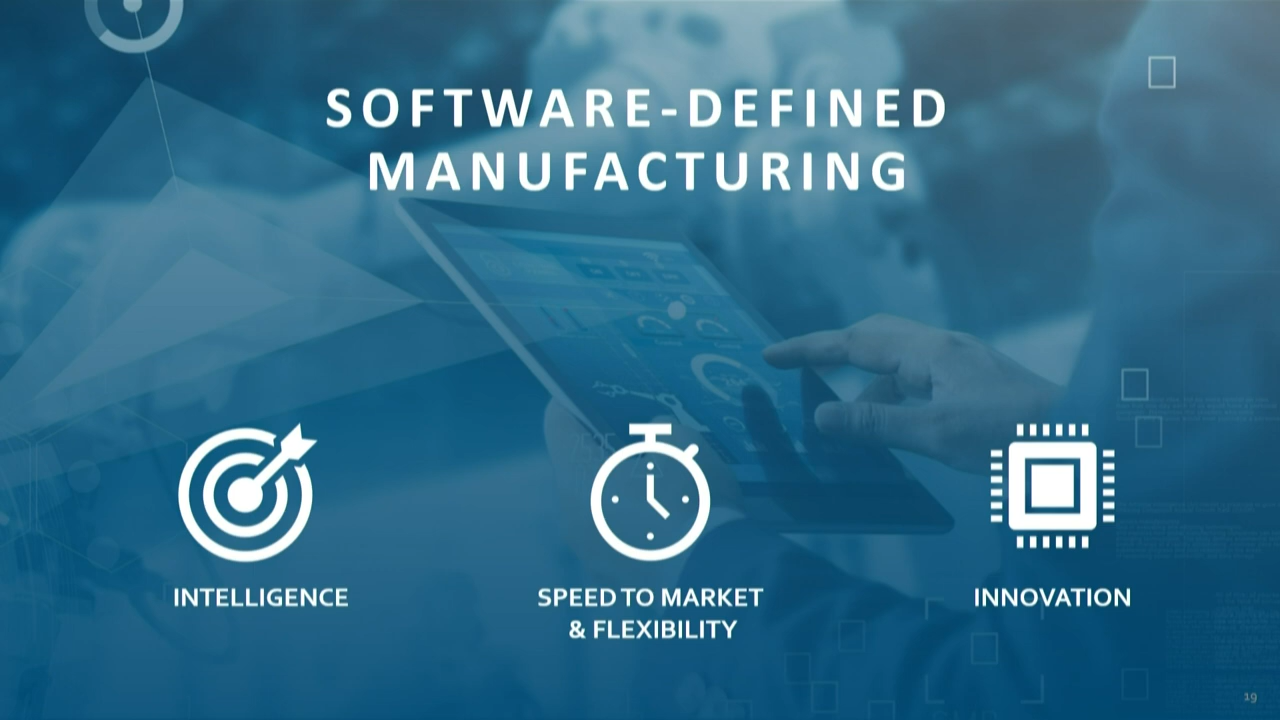 SOFTWARE-DEFINED
MANUFACTURING
INTELLIGENCE
SPEED TO MARKET
& FLEXIBILITY
INNOVATION
19